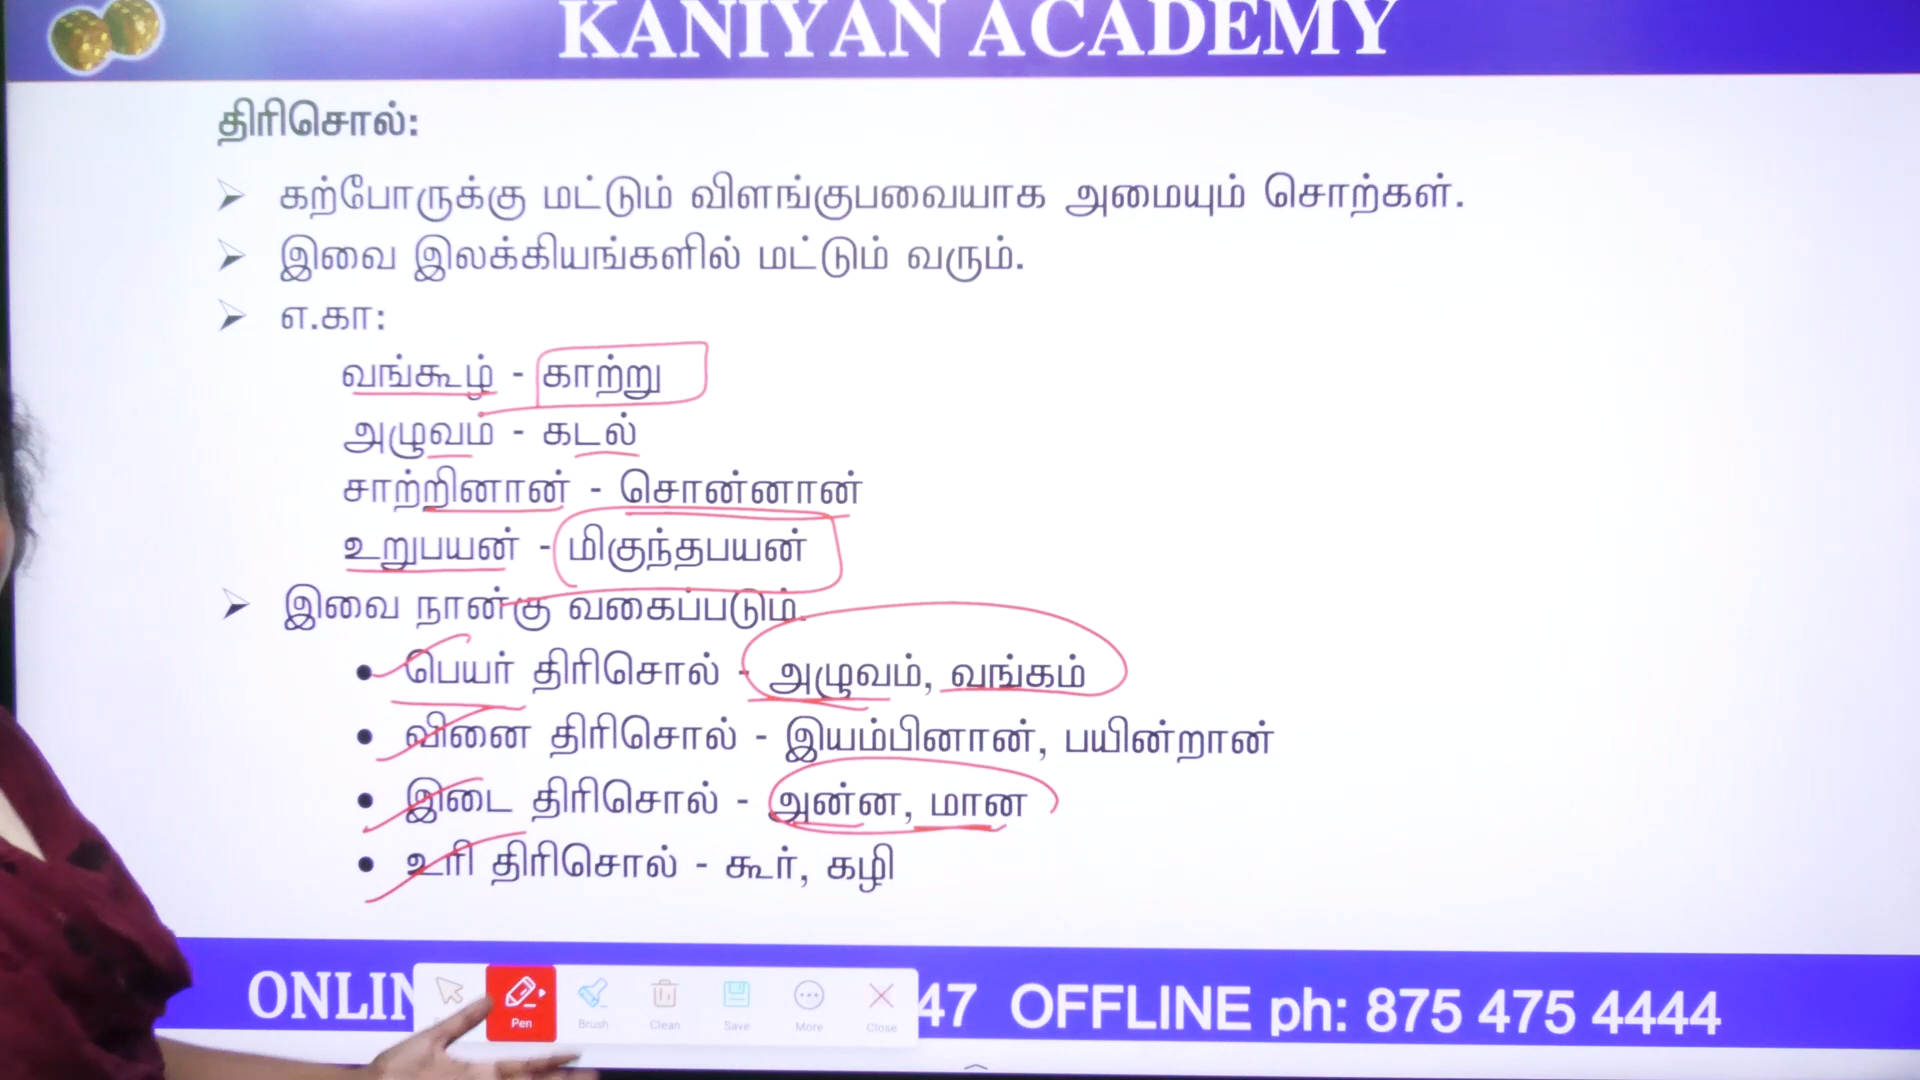 KANIYAN ACADEMY
திரிசொல்:
➢ கற்போருக்கு மட்டும் விளங்குபவையாக அமையும் சொற்கள்.
➢ இவை இலக்கியங்களில் மட்டும் வரும்.
➢ எ.கா:
வங்கூழ் - காற்று
அழுவம் - கடல்
சாற்றினான் - சொன்னான்
உறுபயன் - மிகுந்தபயன்
➢ இவை நான்கு வகைப்படும்.
• பெயர் திரிசொல் - அழுவம், வங்கம்
• வினை திரிசொல் - இயம்பினான், பயின்றான்
• இடை திரிசொல் - அன்ன, மான
• உரி திரிசொல் - கூர், கழி
ONLIN 47 OFFLINE ph: 875 475 4444
Pen Brush Clean Save More Close